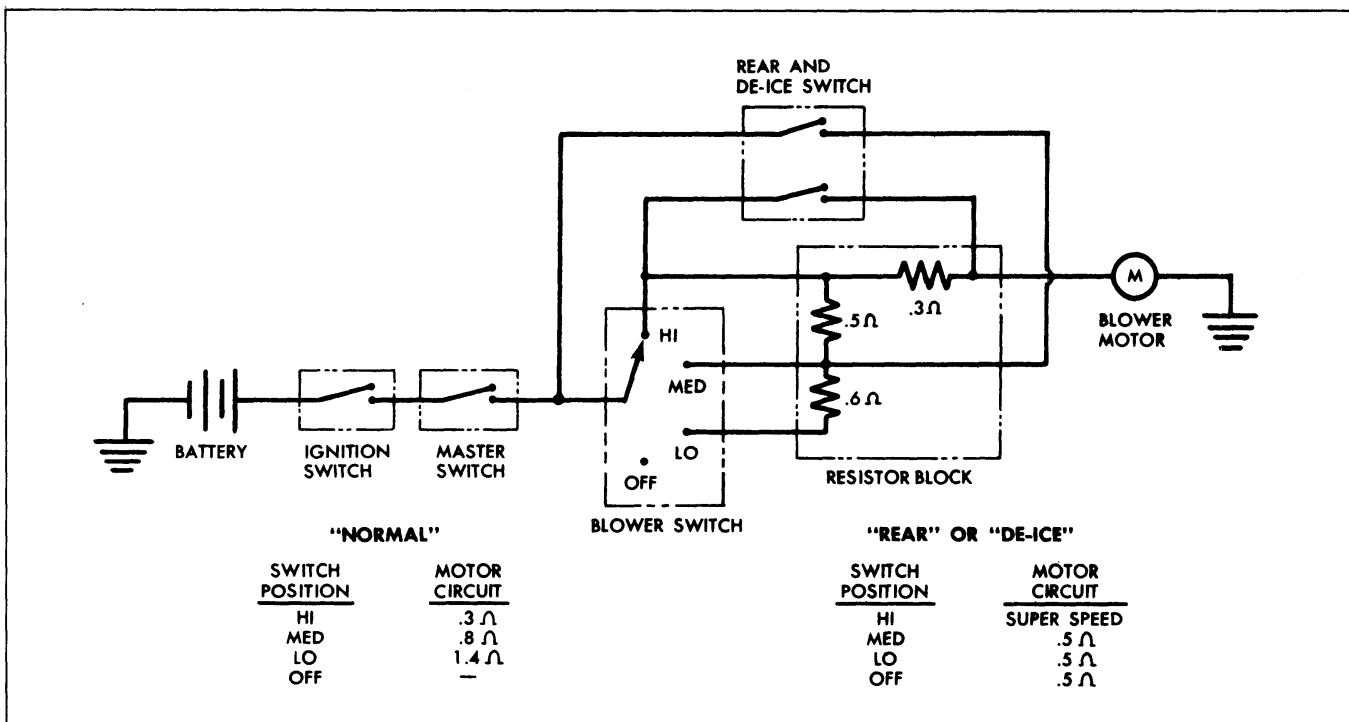 REAR AND
DE-ICE SWITCH
.3Ω
M
.5Ω
HI
BLOWER
MOTOR
MED
.6Ω
BATTERY
IGNITION
SWITCH
MASTER
SWITCH
LO
OFF
RESISTOR BLOCK
BLOWER SWITCH
"NORMAL"
SWITCH POSITION MOTOR CIRCUIT
HI .3 Ω
MED .8 Ω
LO 1.4 Ω
OFF —
"REAR" OR "DE-ICE"
SWITCH POSITION MOTOR CIRCUIT
HI SUPER SPEED
MED .5 Ω
LO .5 Ω
OFF .5 Ω